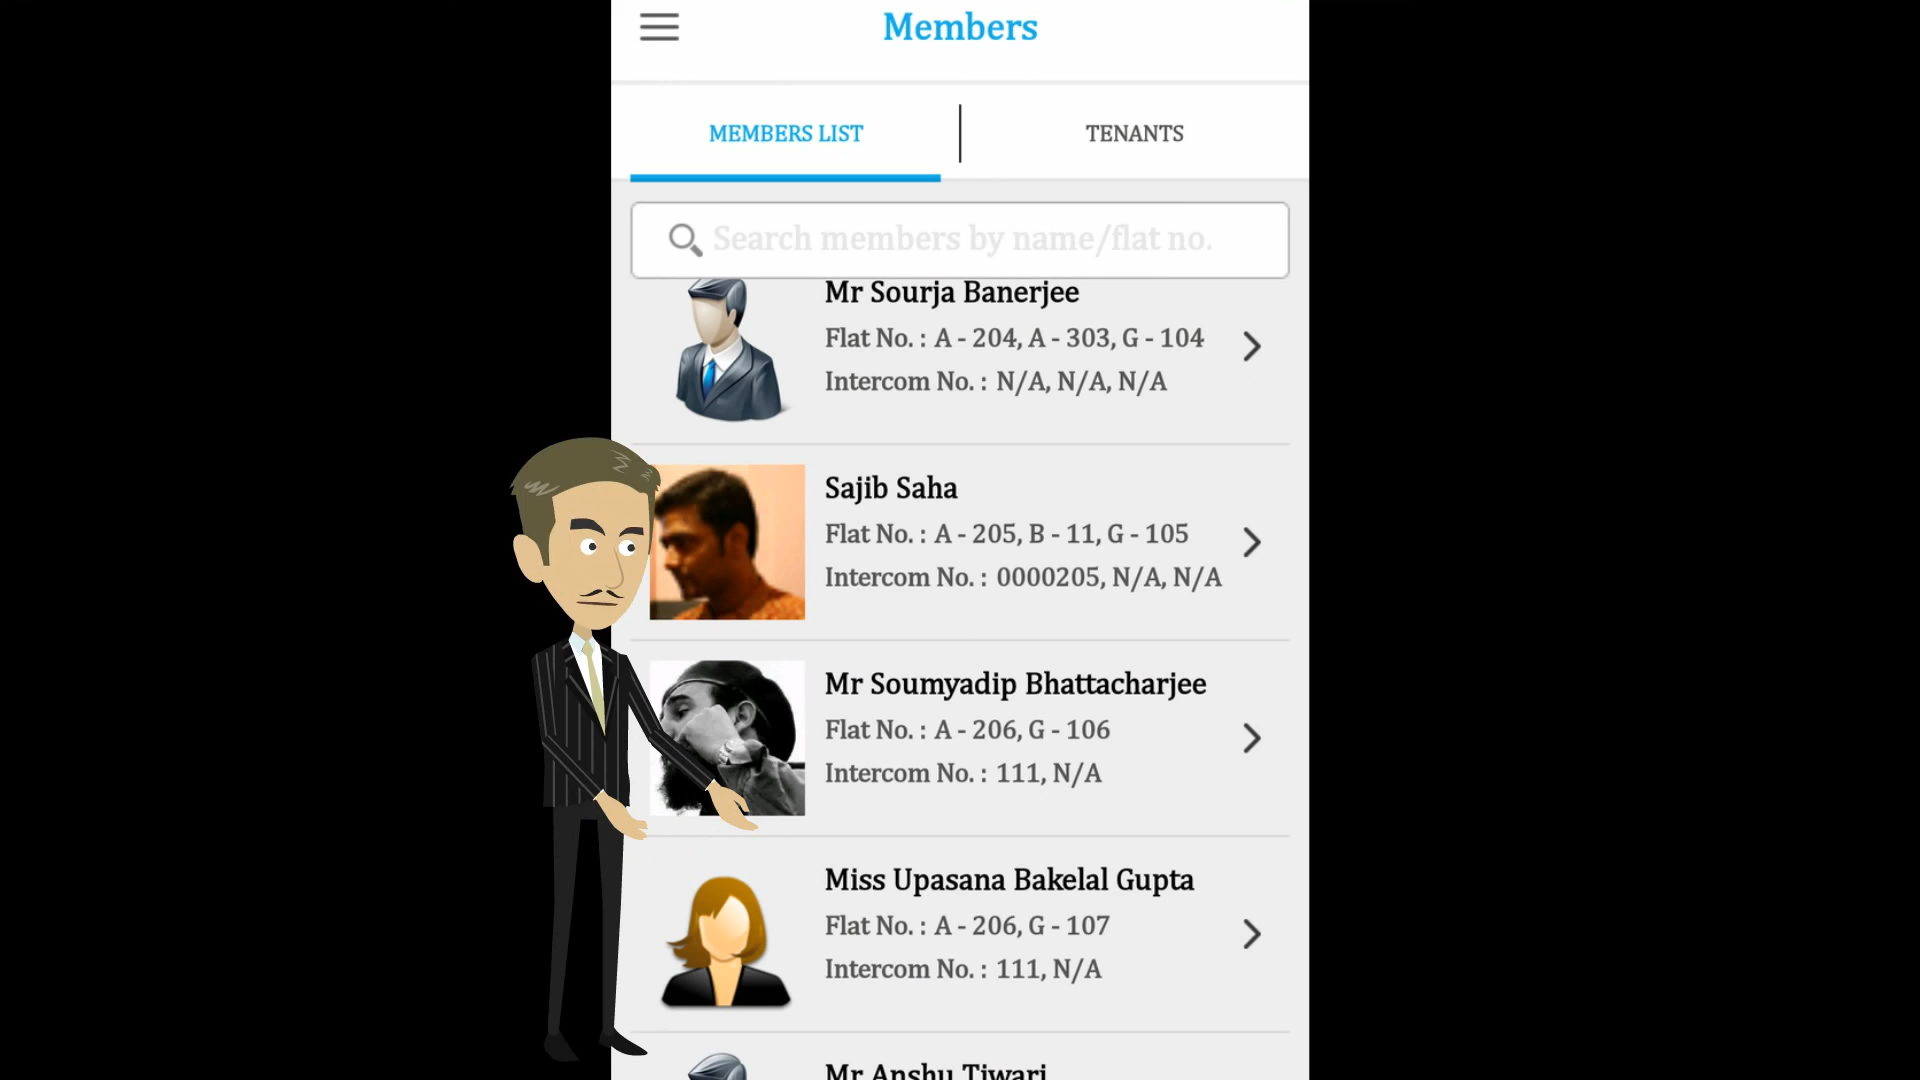 Members
MEMBERS LIST
TENANTS
Search members by name/flat no.
Mr Sourja Banerjee
Flat No. : A - 204, A - 303, G - 104
Intercom No. : N/A, N/A, N/A
Sajib Saha
Flat No. : A - 205, B - 11, G - 105
Intercom No. : 0000205, N/A, N/A
Mr Soumyadip Bhattacharjee
Flat No. : A - 206, G - 106
Intercom No. : 111, N/A
Miss Upasana Bakelal Gupta
Flat No. : A - 206, G - 107
Intercom No. : 111, N/A
Mr Anshu Tiwari